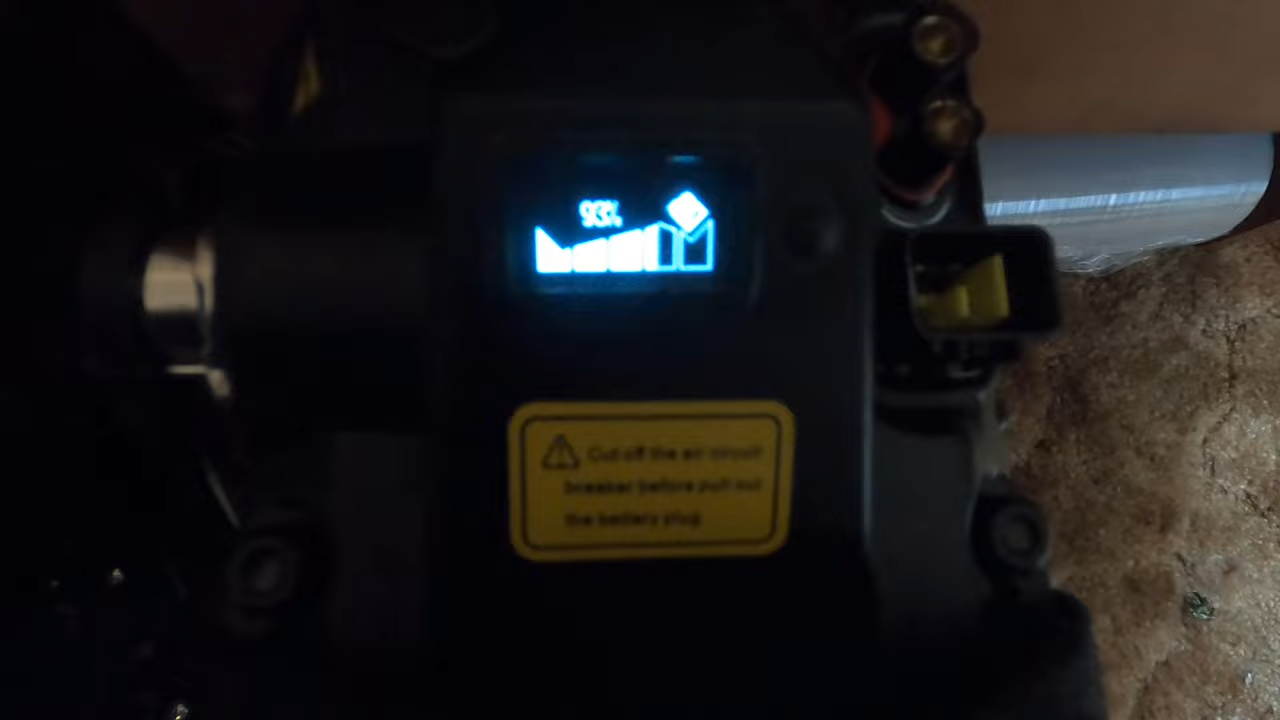 93%
Cut off the air circuit
breaker before pull out
the battery plug